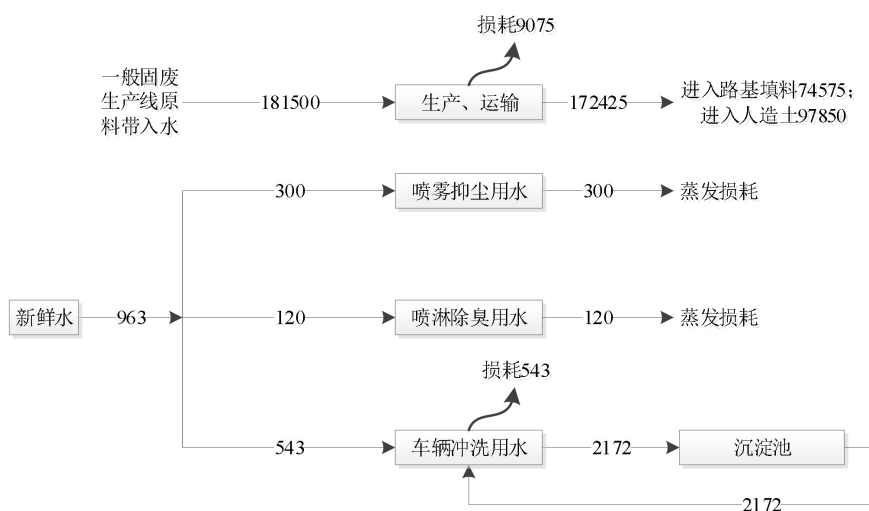 损耗9075
一般固废
生产线原
料带入水
181500
生产、运输
172425
进入路基填料74575；
进入人造土97850
300
喷雾抑尘用水
300
蒸发损耗
新鲜水
963
120
喷淋除臭用水
120
蒸发损耗
损耗543
543
车辆冲洗用水
2172
沉淀池
2172